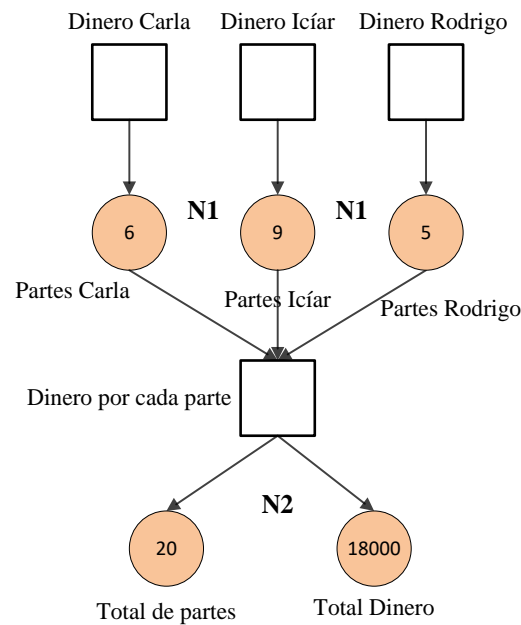 Dinero Carla Dinero Icíar Dinero Rodrigo
6 N1 9 N1 5
Partes Carla Partes Icíar Partes Rodrigo
Dinero por cada parte
N2
20 18000
Total de partes Total Dinero